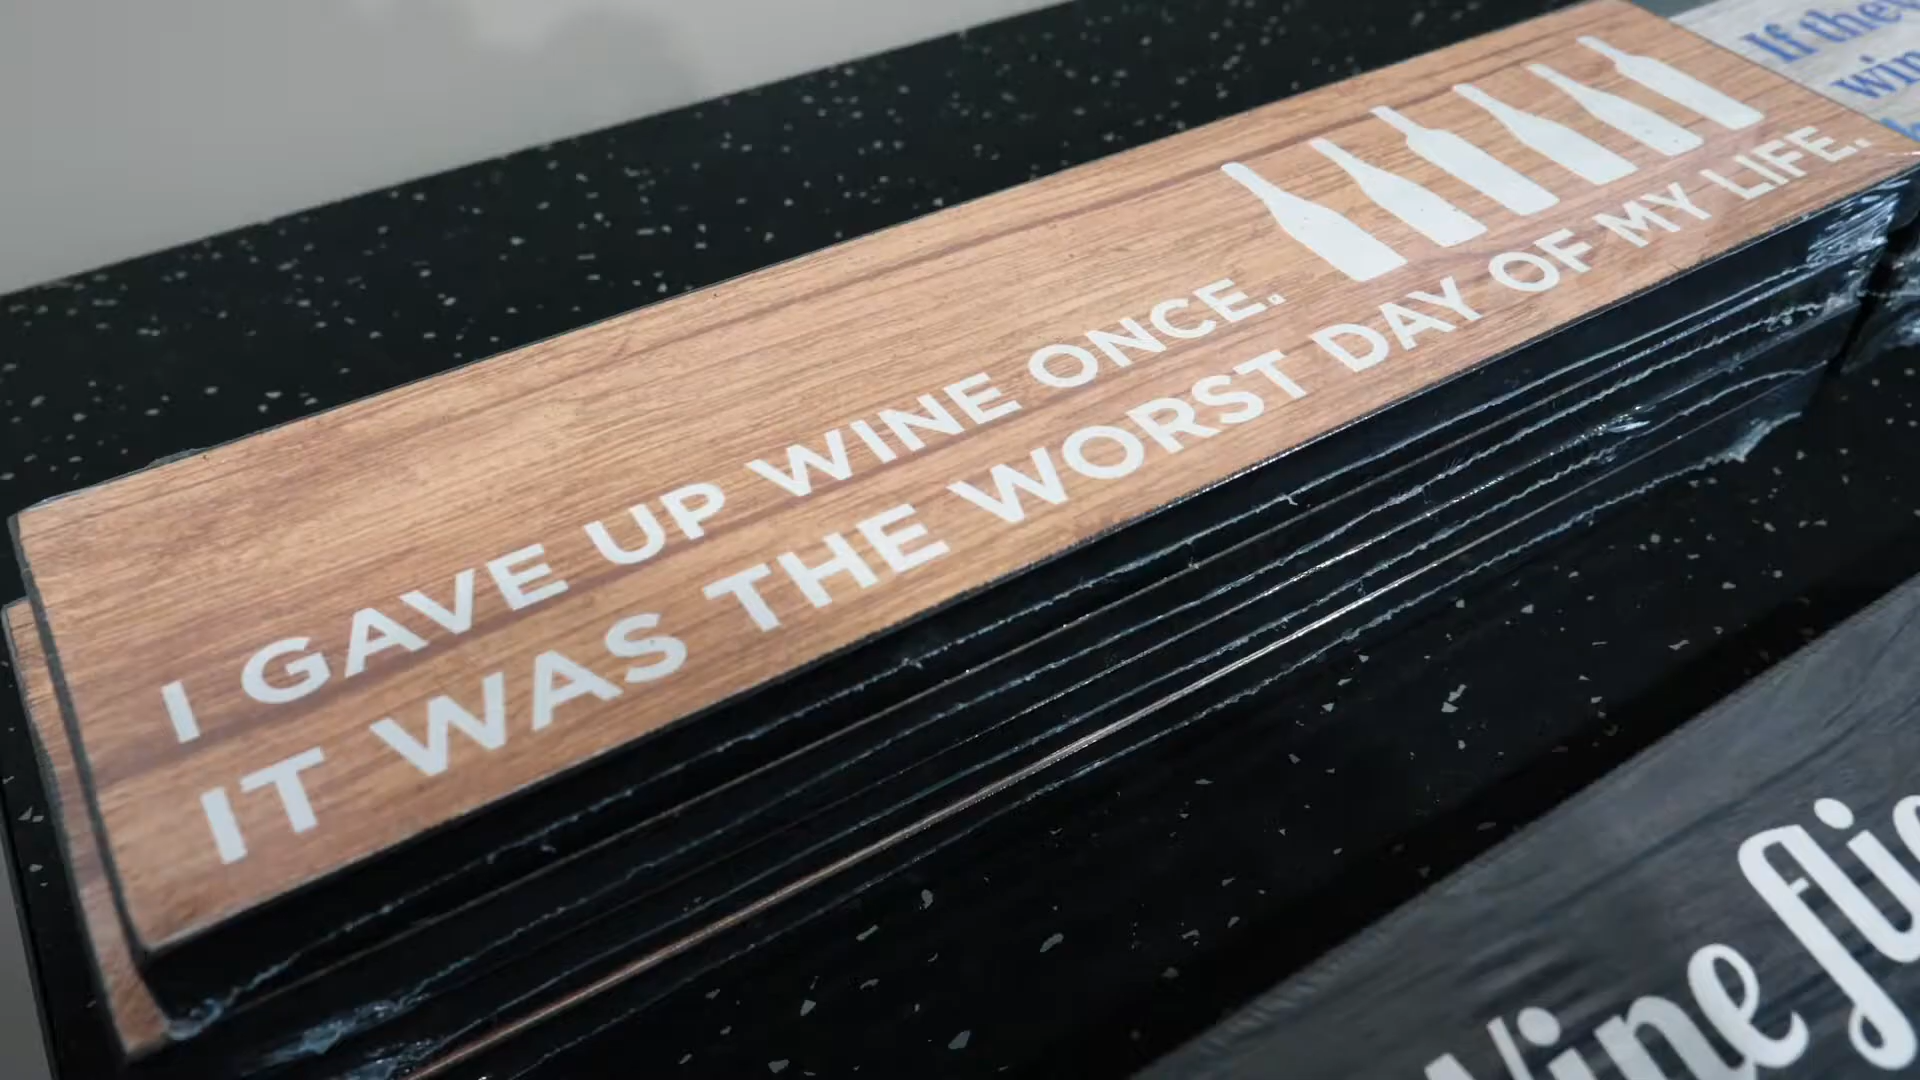 I GAVE UP WINE ONCE.
IT WAS THE WORST DAY OF MY LIFE.
If they
Wine